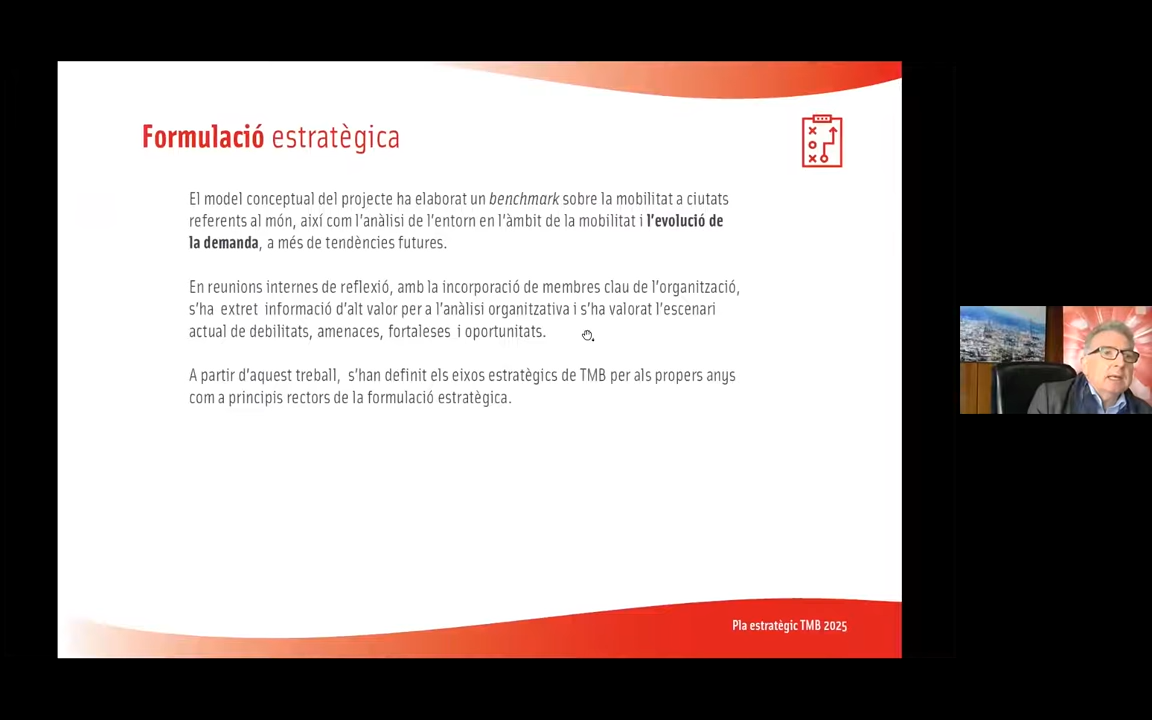 Formulació estratègica
El model conceptual del projecte ha elaborat un benchmark sobre la mobilitat a ciutats
referents al món, així com l'anàlisi de l'entorn en l'àmbit de la mobilitat i l'evolució de
la demanda, a més de tendències futures.
En reunions internes de reflexió, amb la incorporació de membres clau de l'organització,
s'ha extret informació d'alt valor per a l'anàlisi organitzativa i s'ha valorat l'escenari
actual de debilitats, amenaces, fortaleses i oportunitats.
A partir d'aquest treball, s'han definit els eixos estratègics de TMB per als propers anys
com a principis rectors de la formulació estratègica.
Pla estratègic TMB 2025